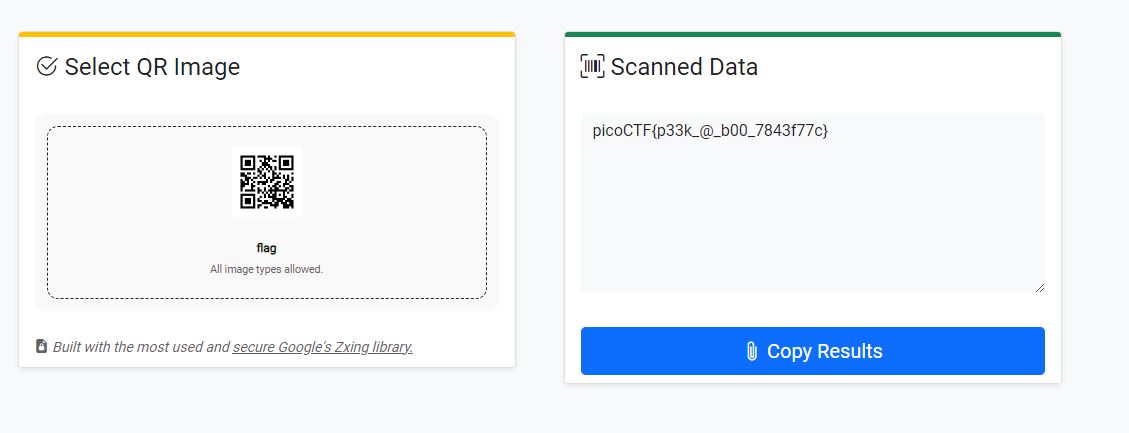 Select QR Image
flag
All image types allowed.
Built with the most used and secure Google's Zxing library.
Scanned Data
picoCTF{p33k_@_b00_7843f77c}
Copy Results